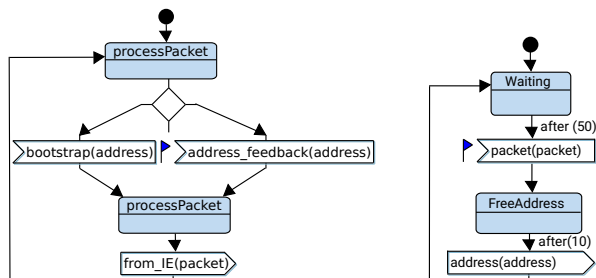 processPacket
bootstrap(address)
address_feedback(address)
processPacket
from_IE(packet)
Waiting
after (50)
packet(packet)
FreeAddress
after(10)
address(address)